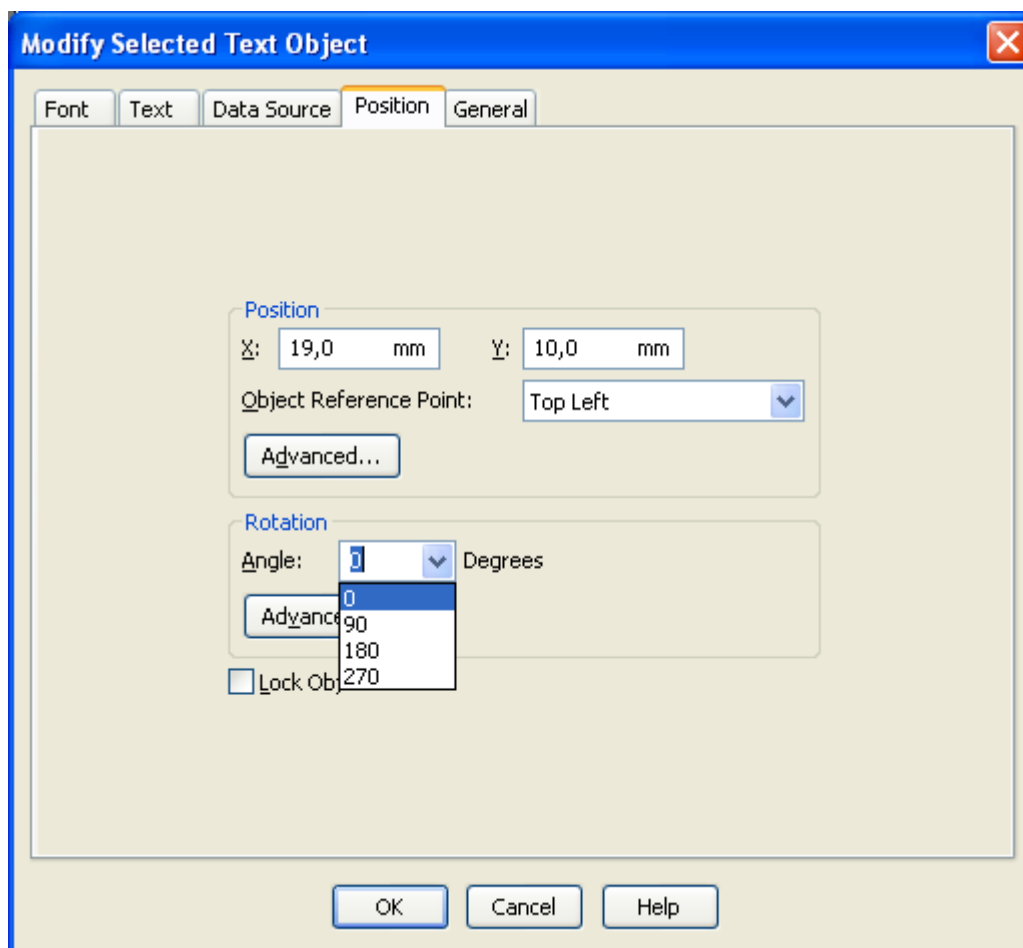 Modify Selected Text Object
Font Text Data Source Position General
Position
X: 19,0 mm Y: 10,0 mm
Object Reference Point: Top Left
Advanced...
Rotation
Angle: 0 Degrees
0
Advanc
90
180
Lock Obj
270
OK Cancel Help